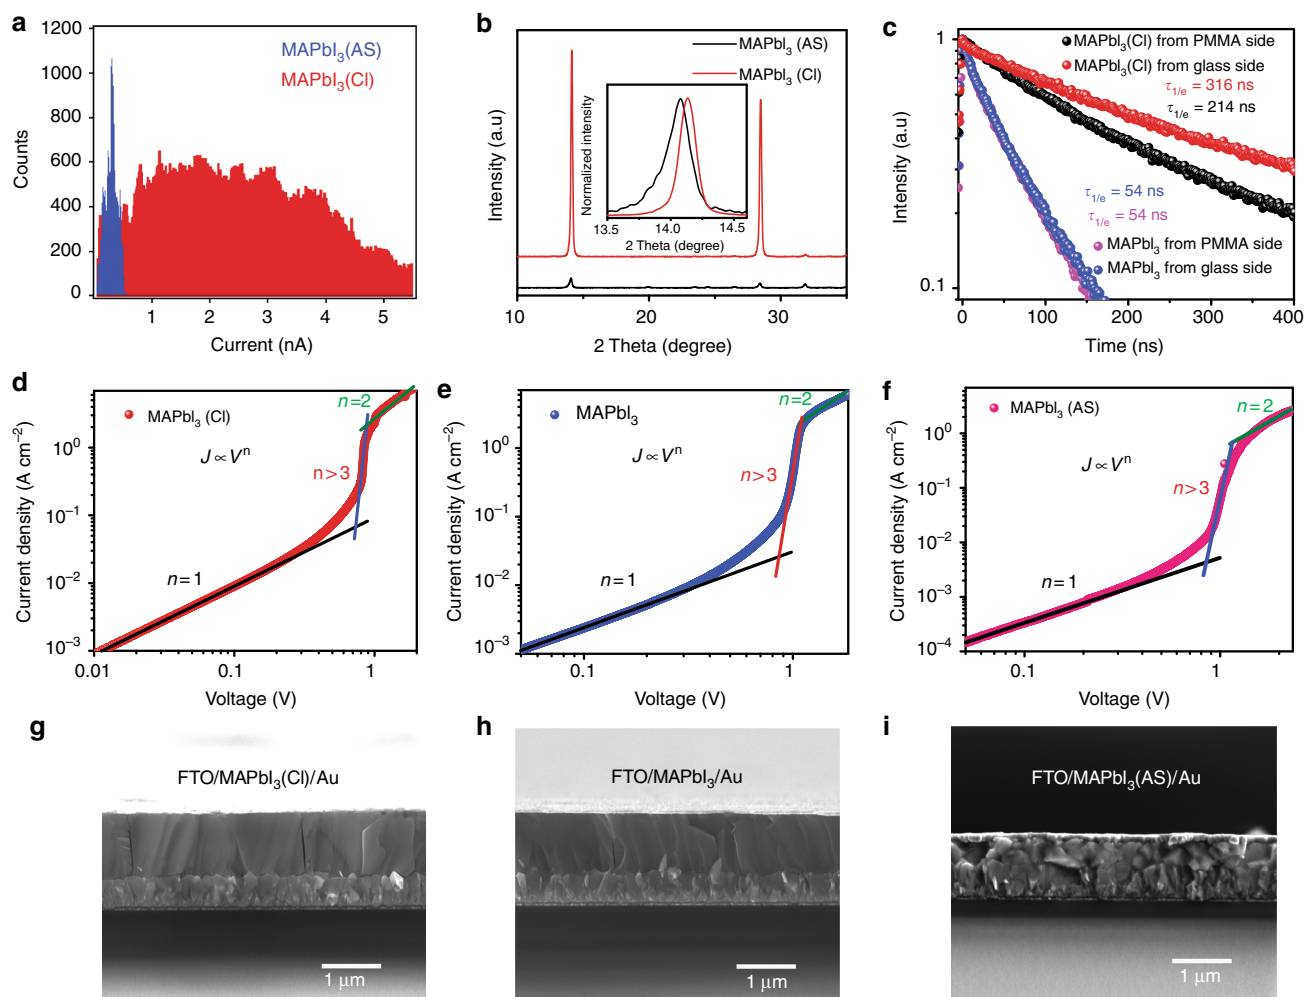 a
1200
1000
800
600
400
200
0
Counts
MAPbI₃(AS)
MAPbI₃(Cl)
1
2
3
4
5
Current (nA)
b
MAPbI₃ (AS)
MAPbI₃ (Cl)
Intensity (a.u)
Normalized intensity
13.5
14.0
14.5
2 Theta (degree)
10
20
30
2 Theta (degree)
c
1
0.1
Intensity (a.u)
MAPbI₃(Cl) from PMMA side
MAPbI₃(Cl) from glass side
τ₁/ₑ = 316 ns
τ₁/ₑ = 214 ns
τ₁/ₑ = 54 ns
τ₁/ₑ = 54 ns
MAPbI₃ from PMMA side
MAPbI₃ from glass side
0
100
200
300
400
Time (ns)
d
MAPbI₃ (Cl)
n=2
J ∝ Vⁿ
n>3
n=1
10⁰
10⁻¹
10⁻²
10⁻³
Current density (A cm⁻²)
0.01
0.1
1
Voltage (V)
e
MAPbI₃
n=2
J ∝ Vⁿ
n>3
n=1
10⁰
10⁻¹
10⁻²
10⁻³
Current density (A cm⁻²)
0.1
1
Voltage (V)
f
MAPbI₃ (AS)
n=2
J ∝ Vⁿ
n>3
n=1
10⁰
10⁻¹
10⁻²
10⁻³
10⁻⁴
Current density (A cm⁻²)
0.1
1
Voltage (V)
g
FTO/MAPbI₃(Cl)/Au
1 μm
h
FTO/MAPbI₃/Au
1 μm
i
FTO/MAPbI₃(AS)/Au
1 μm